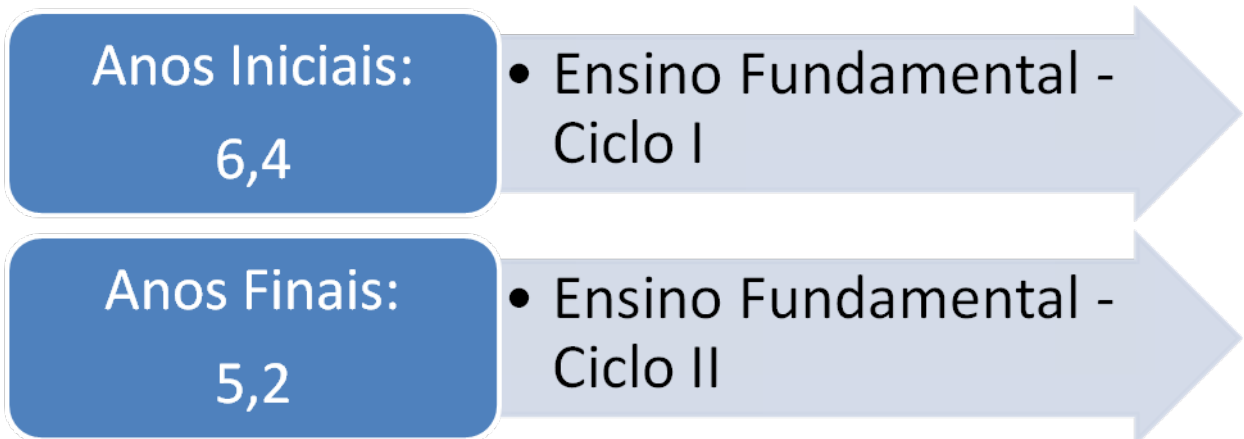 Anos Iniciais:
6,4
• Ensino Fundamental -
Ciclo I
Anos Finais:
5,2
• Ensino Fundamental -
Ciclo II